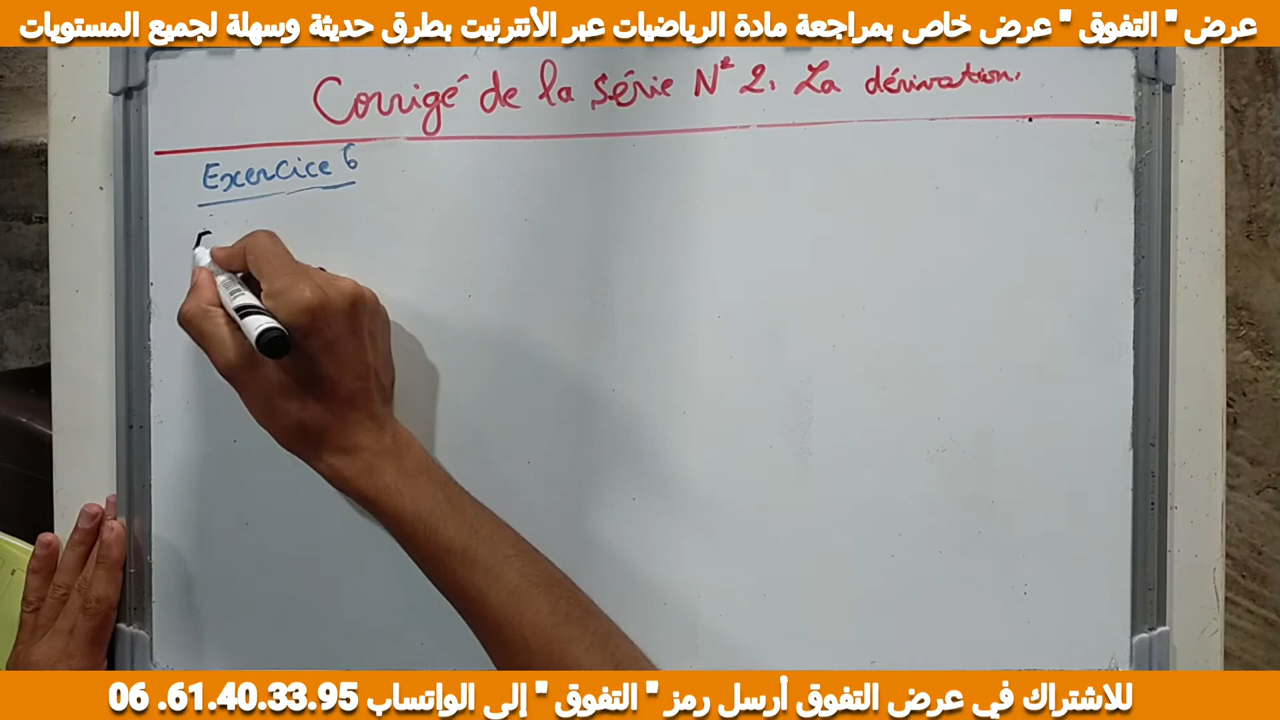 عرض " التفوق " عرض خاص بمراجعة مادة الرياضيات عبر الأنترنيت بطرق حديثة وسهلة لجميع المستويات
Corrigé de la série N° 2. La dérivation.
Exercice 6
للاشتراك في عرض التفوق أرسل رمز " التفوق " إلى الواتساب 06 .61.40.33.95